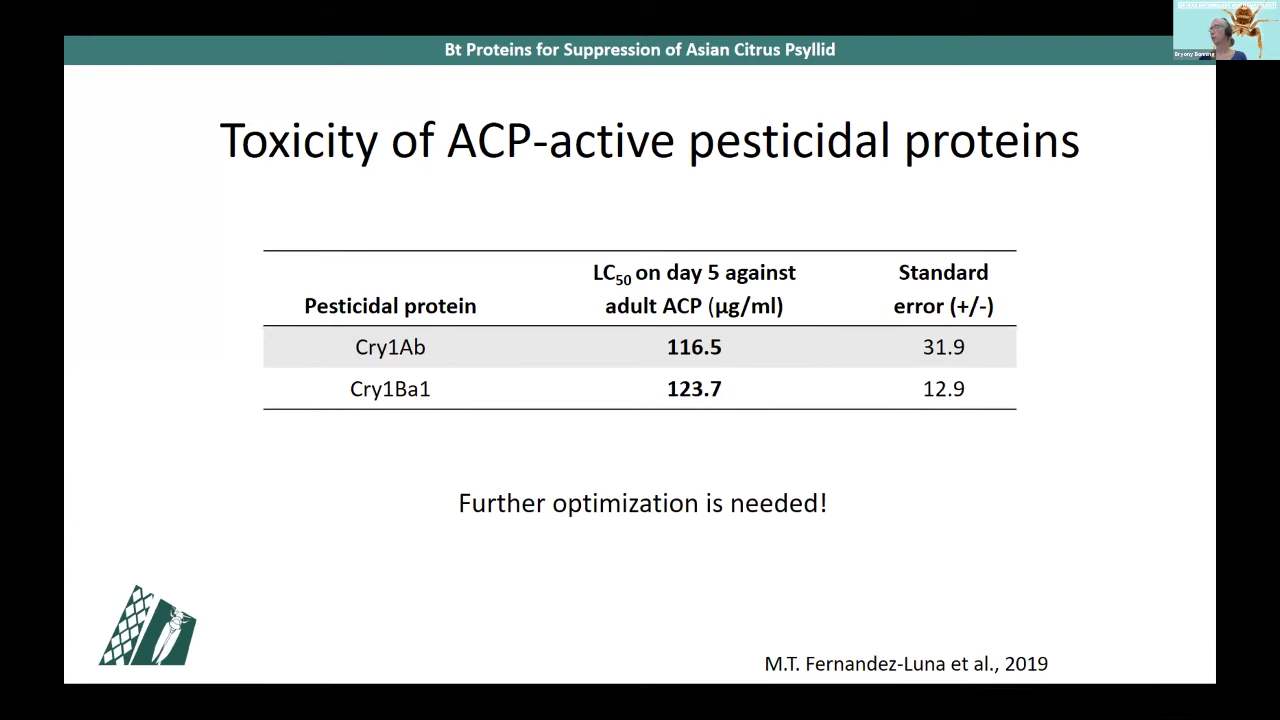 Bt Proteins for Suppression of Asian Citrus Psyllid
Bryony Bonning
Toxicity of ACP-active pesticidal proteins
Pesticidal protein
LC50 on day 5 against
adult ACP (µg/ml)
Standard
error (+/-)
Cry1Ab 116.5 31.9
Cry1Ba1 123.7 12.9
Further optimization is needed!
M.T. Fernandez-Luna et al., 2019